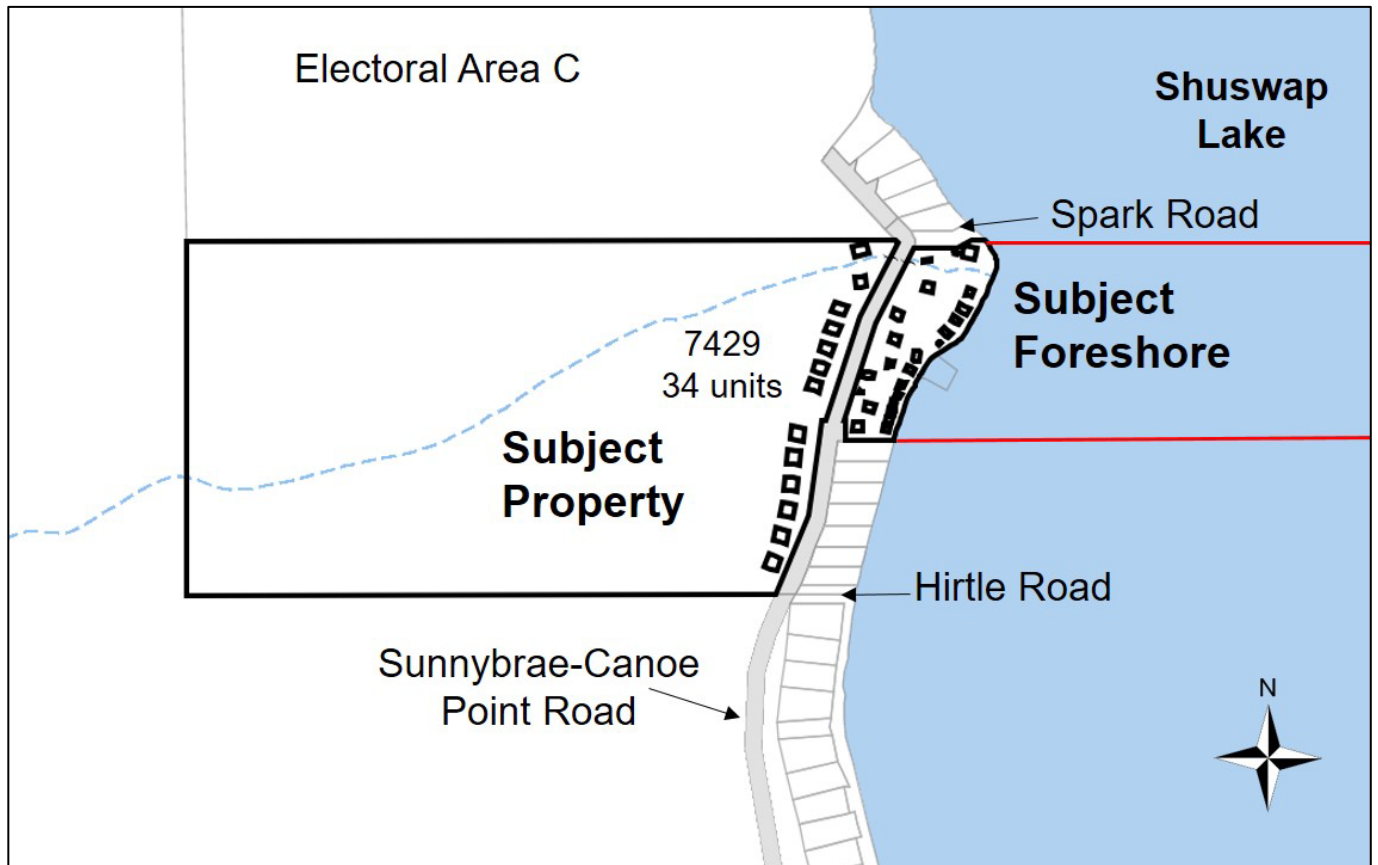 Electoral Area C
Shuswap
Lake
Spark Road
Subject
Foreshore
7429
34 units
Subject
Property
Hirtle Road
Sunnybrae-Canoe
Point Road
N